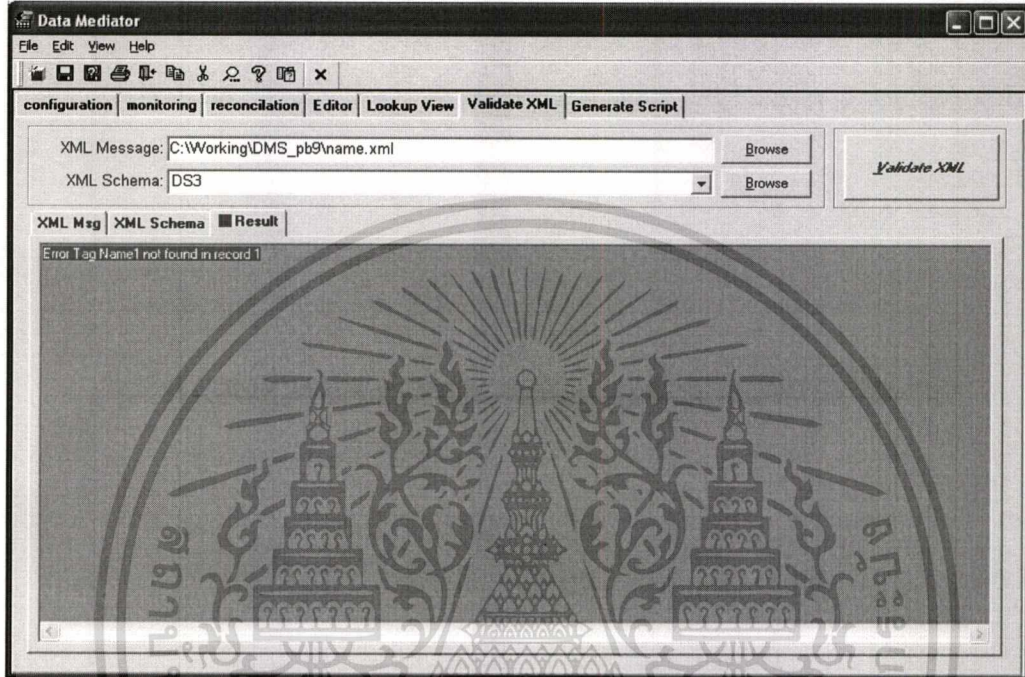 Data Mediator
File Edit View Help
configuration monitoring reconcilation Editor Lookup View Validate XML Generate Script
XML Message: C:\Working\DMS_pb9\name.xml Browse
XML Schema: DS3 Browse
Validate XML
XML Msg XML Schema Result
Error Tag Name1 not found in record 1